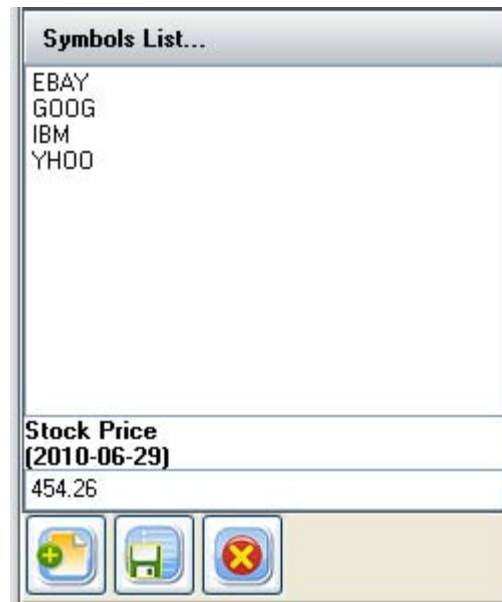 Symbols List...
EBAY
GOOG
IBM
YHOO
Stock Price
(2010-06-29)
454.26